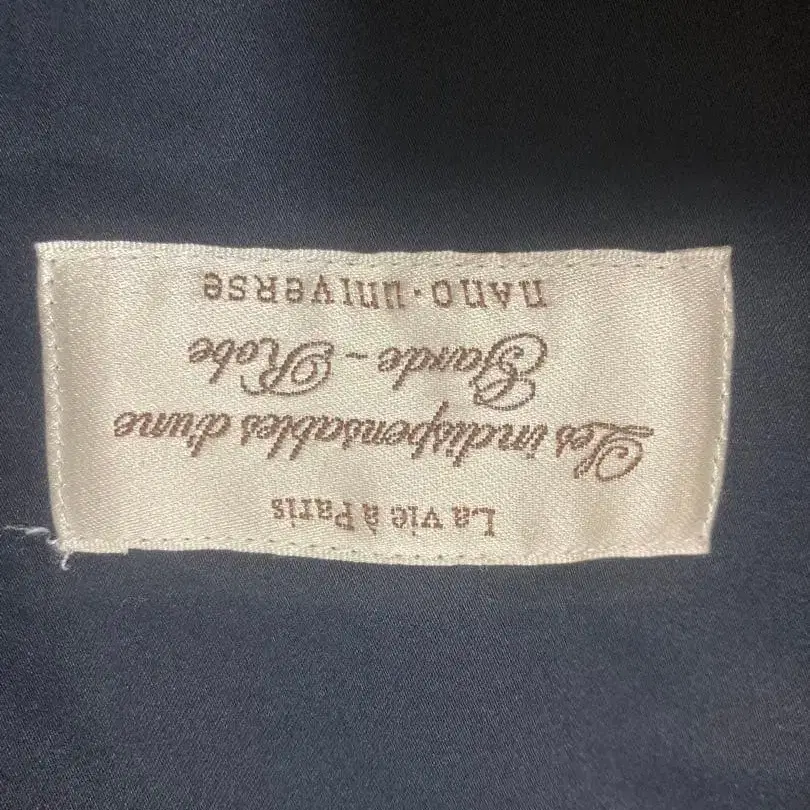 La vie à Paris
Les indispensables d'une
Garde - Robe
nano·universe